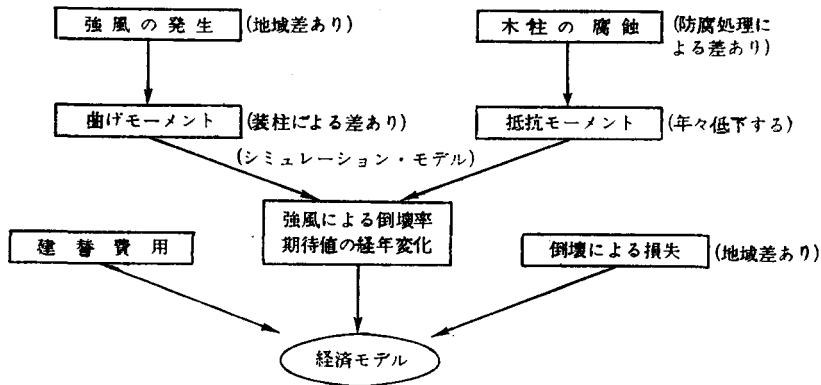 強風の発生 (地域差あり)
木柱の腐蝕 (防腐処理に
よる差あり)
曲げモーメント (装柱による差あり)
抵抗モーメント (年々低下する)
(シミュレーション・モデル)
強風による倒壊率
期待値の経年変化
建替費用
倒壊による損失 (地域差あり)
経済モデル